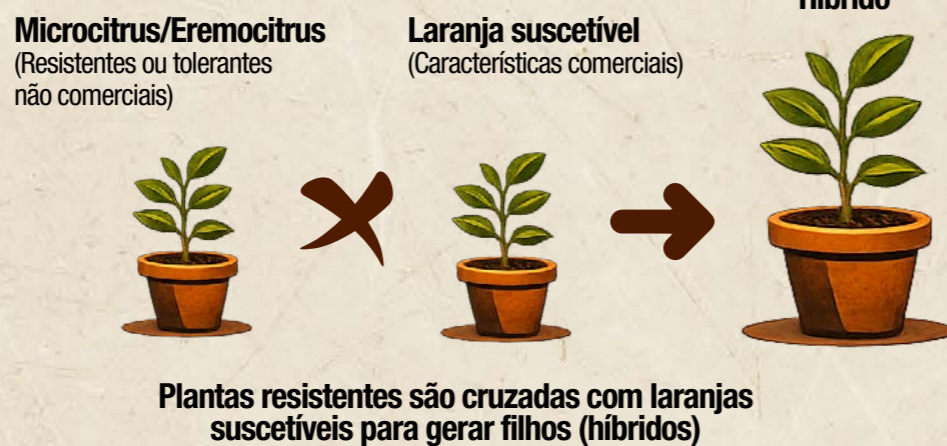 Híbrido
Microcitrus/Eremocitrus
(Resistentes ou tolerantes
não comerciais)
Laranja suscetível
(Características comerciais)
Plantas resistentes são cruzadas com laranjas
suscetíveis para gerar filhos (híbridos)